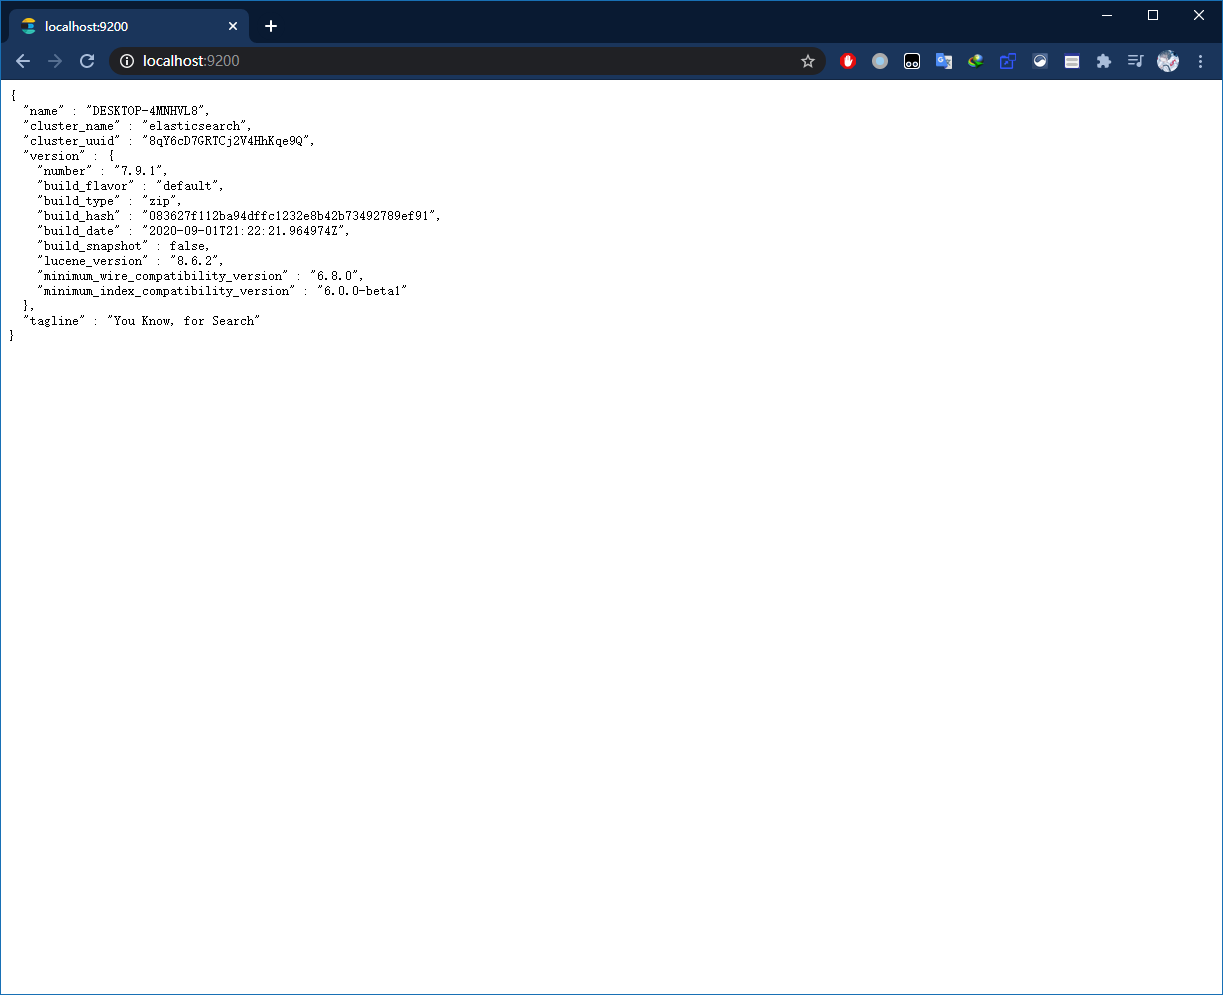 localhost:9200
localhost:9200
{
  "name" : "DESKTOP-4MNHVL8",
  "cluster_name" : "elasticsearch",
  "cluster_uuid" : "8qY6cD7GRTCj2V4HhKqe9Q",
  "version" : {
    "number" : "7.9.1",
    "build_flavor" : "default",
    "build_type" : "zip",
    "build_hash" : "083627f112ba94dffc1232e8b42b73492789ef91",
    "build_date" : "2020-09-01T21:22:21.964974Z",
    "build_snapshot" : false,
    "lucene_version" : "8.6.2",
    "minimum_wire_compatibility_version" : "6.8.0",
    "minimum_index_compatibility_version" : "6.0.0-beta1"
  },
  "tagline" : "You Know, for Search"
}